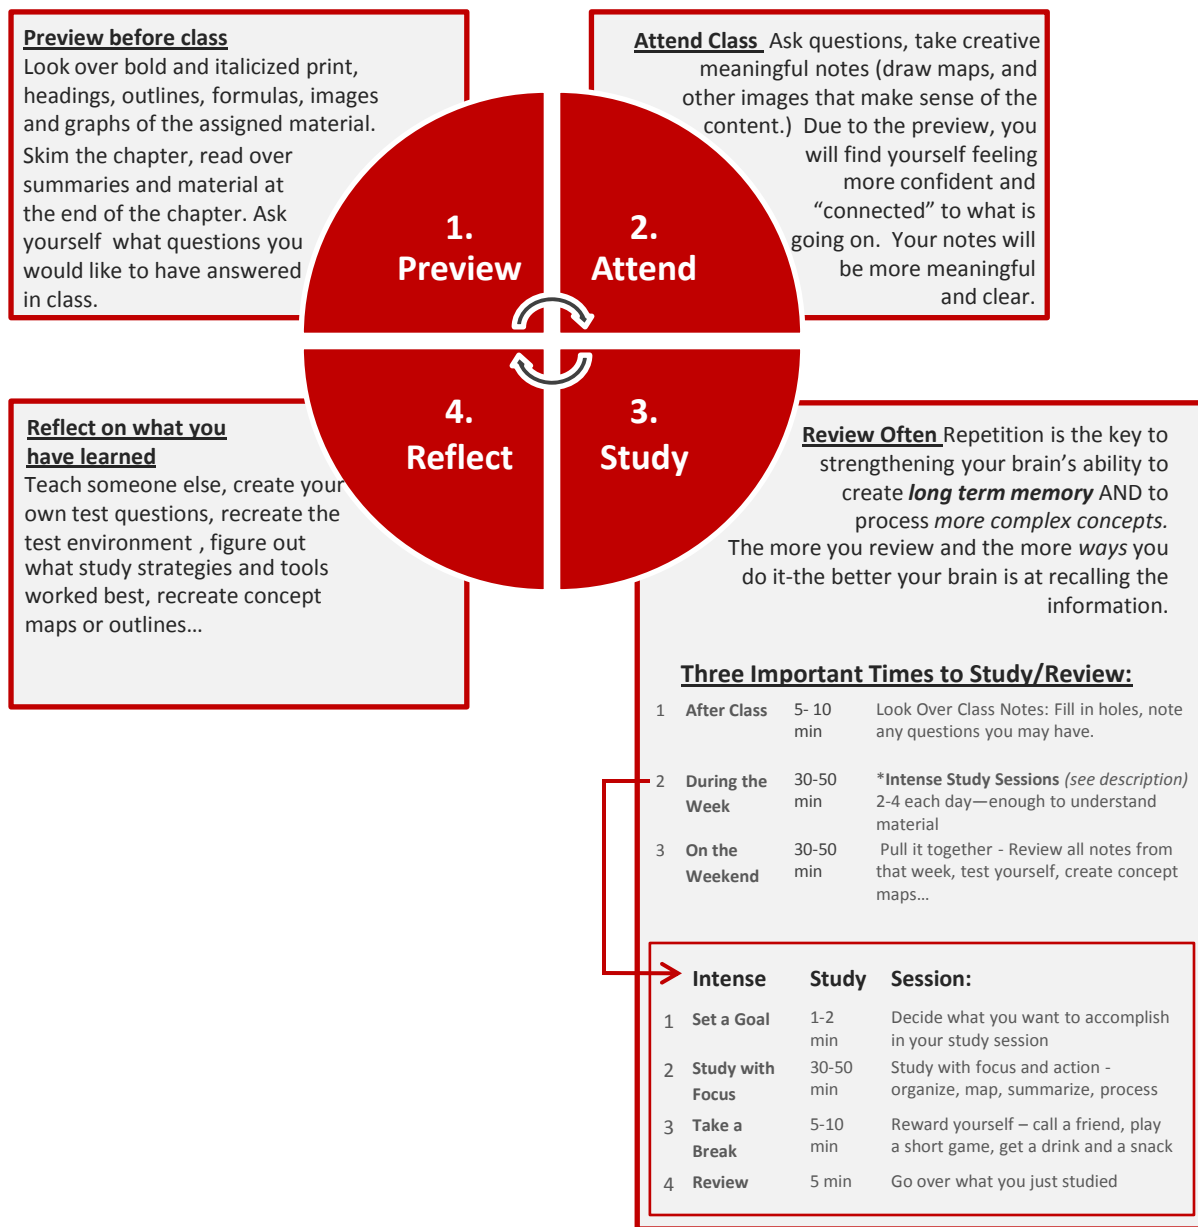 Preview before class
Look over bold and italicized print,
headings, outlines, formulas, images
and graphs of the assigned material.
Skim the chapter, read over
summaries and material at
the end of the chapter. Ask
yourself what questions you
would like to have answered
in class.
Attend Class Ask questions, take creative
meaningful notes (draw maps, and
other images that make sense of the
content.) Due to the preview, you
will find yourself feeling
more confident and
“connected” to what is
going on. Your notes will
be more meaningful
and clear.
1.
Preview
2.
Attend
4.
Reflect
3.
Study
Reflect on what you
have learned
Teach someone else, create your
own test questions, recreate the
test environment , figure out
what study strategies and tools
worked best, recreate concept
maps or outlines…
Review Often Repetition is the key to
strengthening your brain’s ability to
create long term memory AND to
process more complex concepts.
The more you review and the more ways you
do it-the better your brain is at recalling the
information.
Three Important Times to Study/Review:
1 After Class 5- 10 min Look Over Class Notes: Fill in holes, note
any questions you may have.
2 During the Week 30-50 min *Intense Study Sessions (see description)
2-4 each day—enough to understand
material
3 On the Weekend 30-50 min Pull it together - Review all notes from
that week, test yourself, create concept
maps…
Intense Study Session:
1 Set a Goal 1-2 min Decide what you want to accomplish
in your study session
2 Study with Focus 30-50 min Study with focus and action -
organize, map, summarize, process
3 Take a Break 5-10 min Reward yourself – call a friend, play
a short game, get a drink and a snack
4 Review 5 min Go over what you just studied